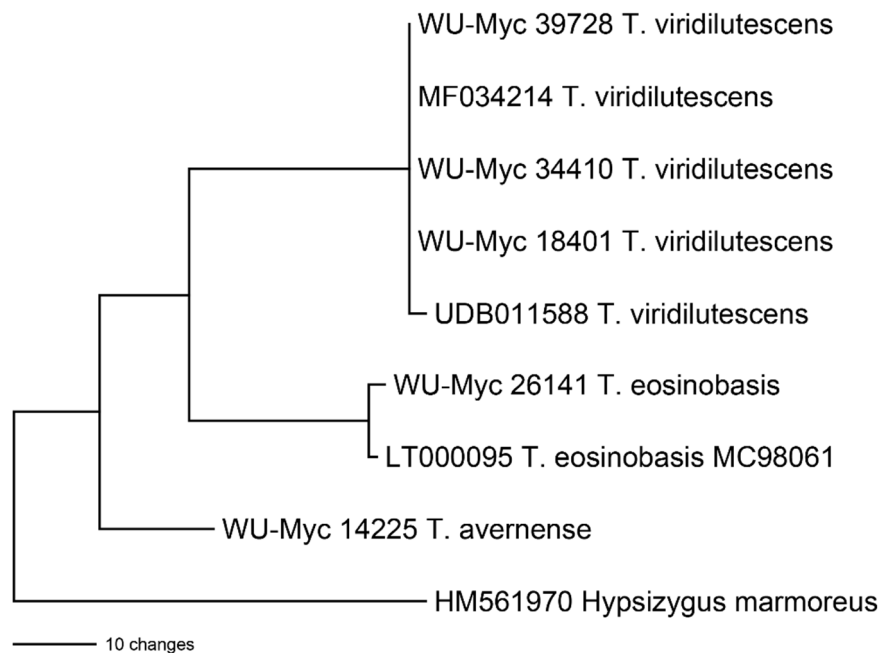 WU-Myc 39728 T. viridilutescens
MF034214 T. viridilutescens
WU-Myc 34410 T. viridilutescens
WU-Myc 18401 T. viridilutescens
UDB011588 T. viridilutescens
WU-Myc 26141 T. eosinobasis
LT000095 T. eosinobasis MC98061
WU-Myc 14225 T. avernense
HM561970 Hypsizygus marmoreus
10 changes